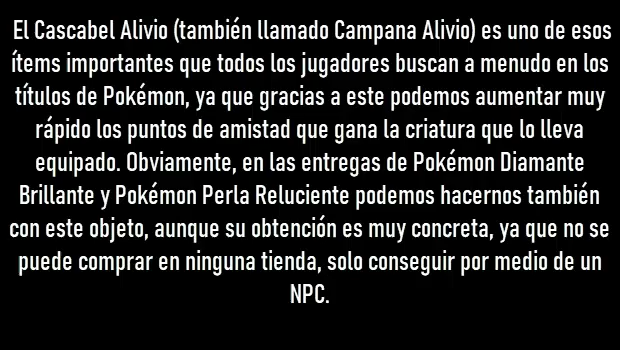 El Cascabel Alivio (también llamado Campana Alivio) es uno de esos
ítems importantes que todos los jugadores buscan a menudo en los
títulos de Pokémon, ya que gracias a este podemos aumentar muy
rápido los puntos de amistad que gana la criatura que lo lleva
equipado. Obviamente, en las entregas de Pokémon Diamante
Brillante y Pokémon Perla Reluciente podemos hacernos también
con este objeto, aunque su obtención es muy concreta, ya que no se
puede comprar en ninguna tienda, solo conseguir por medio de un
NPC.